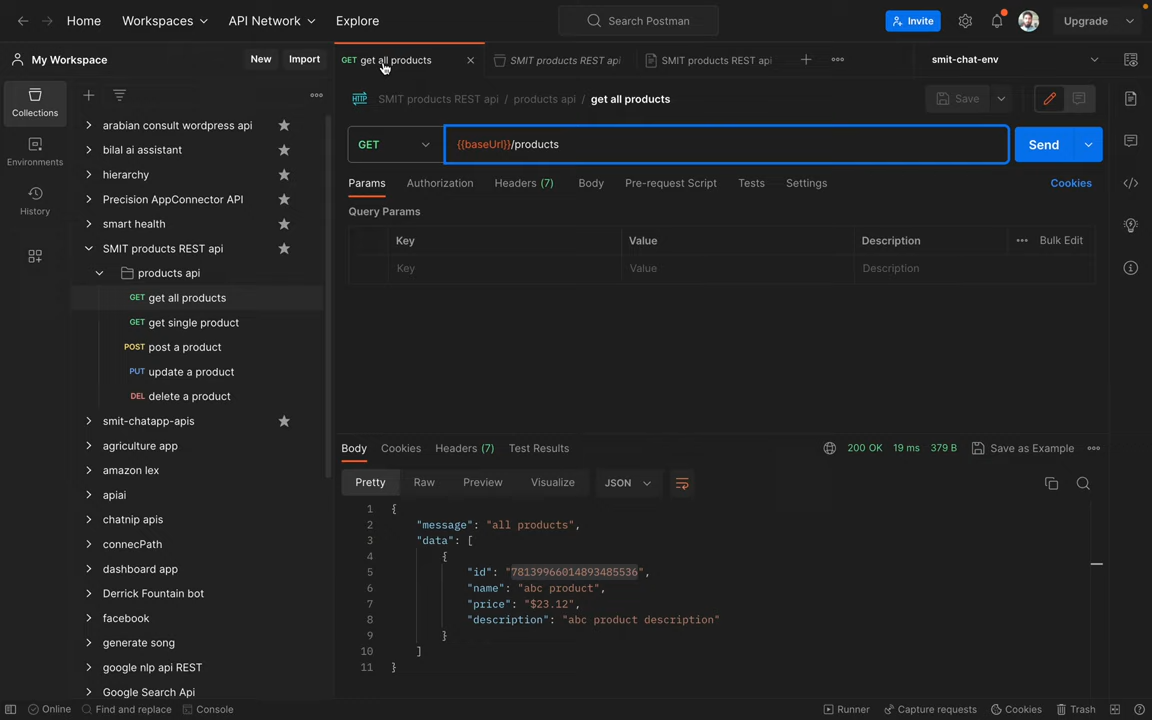 Home Workspaces API Network Explore Search Postman Invite Upgrade
My Workspace New Import GET get all products SMIT products REST api SMIT products REST api smit-chat-env
SMIT products REST api / products api / get all products Save
Collections
Environments
History
arabian consult wordpress api
bilal ai assistant
hierarchy
Precision AppConnector API
smart health
SMIT products REST api
products api
GET get all products
GET get single product
POST post a product
PUT update a product
DEL delete a product
smit-chatapp-apis
agriculture app
amazon lex
apiai
chatnip apis
connecPath
dashboard app
Derrick Fountain bot
facebook
generate song
google nlp api REST
Google Search Api
GET {{baseUrl}}/products Send
Params Authorization Headers (7) Body Pre-request Script Tests Settings Cookies
Query Params
Key Value Description Bulk Edit
Key Value Description
Body Cookies Headers (7) Test Results 200 OK 19 ms 379 B Save as Example
Pretty Raw Preview Visualize JSON
1 {
2 "message": "all products",
3 "data": [
4 {
5 "id": "78139966014893485536",
6 "name": "abc product",
7 "price": "$23.12",
8 "description": "abc product description"
9 }
10 ]
11 }
Online Find and replace Console Runner Capture requests Cookies Trash